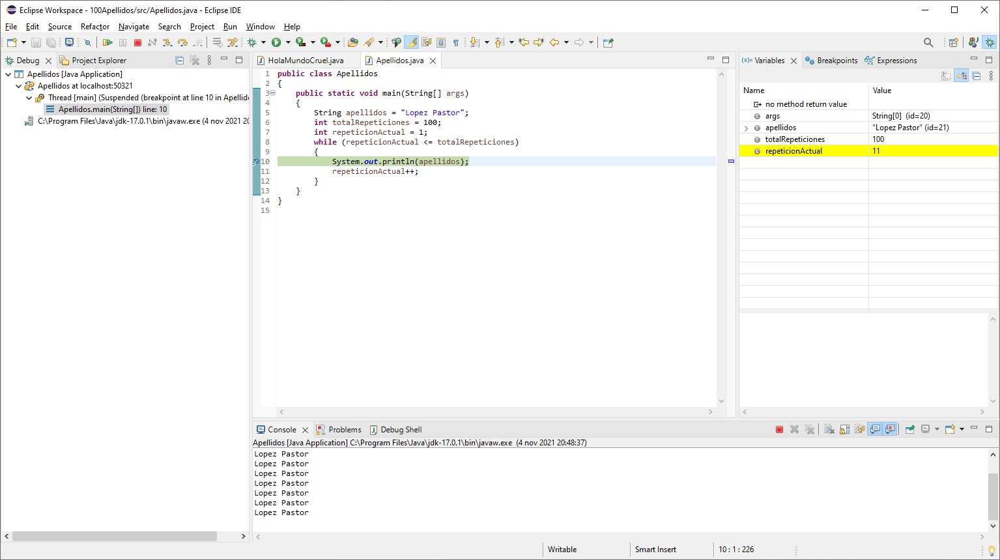 Eclipse Workspace - 100Apellidos/src/Apellidos.java - Eclipse IDE
File Edit Source Refactor Navigate Search Project Run Window Help
Debug Project Explorer
Apellidos [Java Application]
Apellidos at localhost:50321
Thread [main] (Suspended (breakpoint at line 10 in Apellido
Apellidos.main(String[]) line: 10
C:\Program Files\Java\jdk-17.0.1\bin\javaw.exe (4 nov 2021 20
HolaMundoCruel.java Apellidos.java
1 public class Apellidos
2 {
3 public static void main(String[] args)
4 {
5 String apellidos = "Lopez Pastor";
6 int totalRepeticiones = 100;
7 int repeticionActual = 1;
8 while (repeticionActual <= totalRepeticiones)
9 {
10 System.out.println(apellidos);
11 repeticionActual++;
12 }
13 }
14 }
15
(x)= Variables Breakpoints Expressions
Name Value
no method return value
args String[0] (id=20)
apellidos "Lopez Pastor" (id=21)
totalRepeticiones 100
repeticionActual 11
Console Problems Debug Shell
Apellidos [Java Application] C:\Program Files\Java\jdk-17.0.1\bin\javaw.exe (4 nov 2021 20:48:37)
Lopez Pastor
Lopez Pastor
Lopez Pastor
Lopez Pastor
Lopez Pastor
Lopez Pastor
Lopez Pastor
Writable Smart Insert 10 : 1 : 226